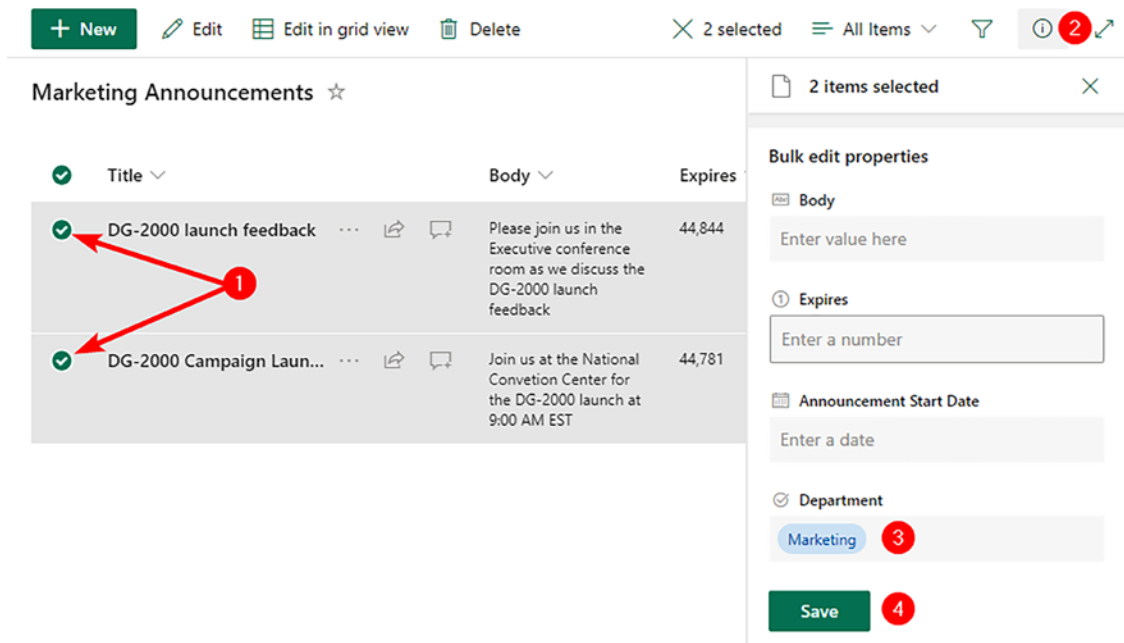 + New Edit Edit in grid view Delete 2 selected All Items 2
Marketing Announcements
Title Body Expires
DG-2000 launch feedback ... Please join us in the 44,844
Executive conference
room as we discuss the
DG-2000 launch
feedback
1
DG-2000 Campaign Laun... ... Join us at the National 44,781
Convetion Center for
the DG-2000 launch at
9:00 AM EST
2 items selected
Bulk edit properties
Abc Body
Enter value here
1 Expires
Enter a number
Announcement Start Date
Enter a date
Department
Marketing 3
Save 4